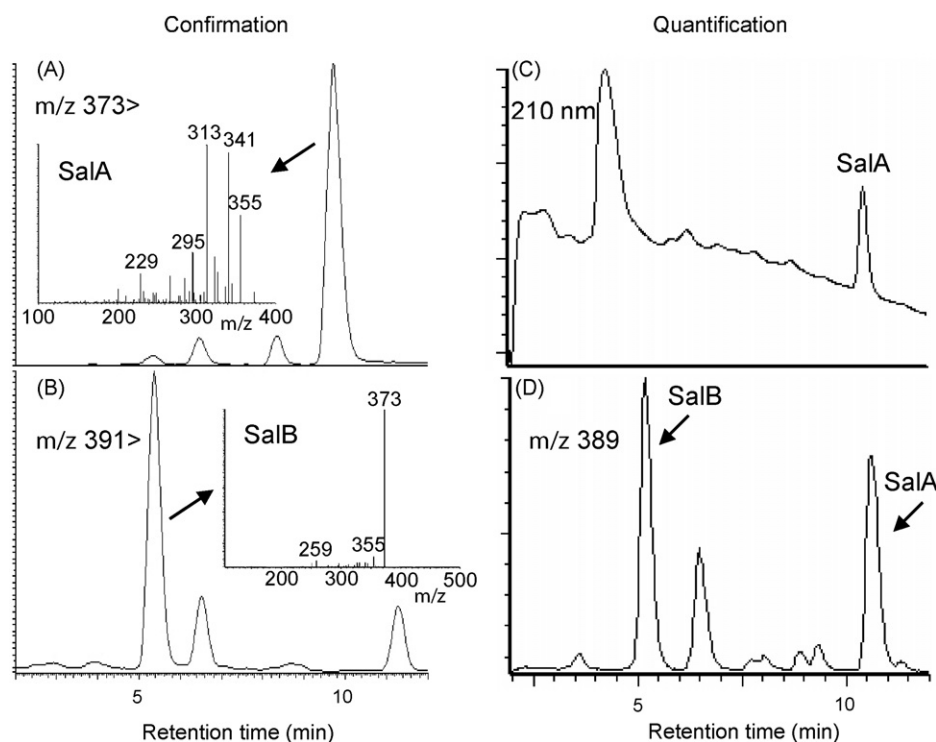 Confirmation
Quantification
(A)
m/z 373>
SalA
313
341
355
295
229
100
200
300
400
m/z
(B)
m/z 391>
SalB
373
259
355
200
300
400
500
m/z
5
10
Retention time (min)
(C)
210 nm
SalA
(D)
m/z 389
SalB
SalA
5
10
Retention time (min)